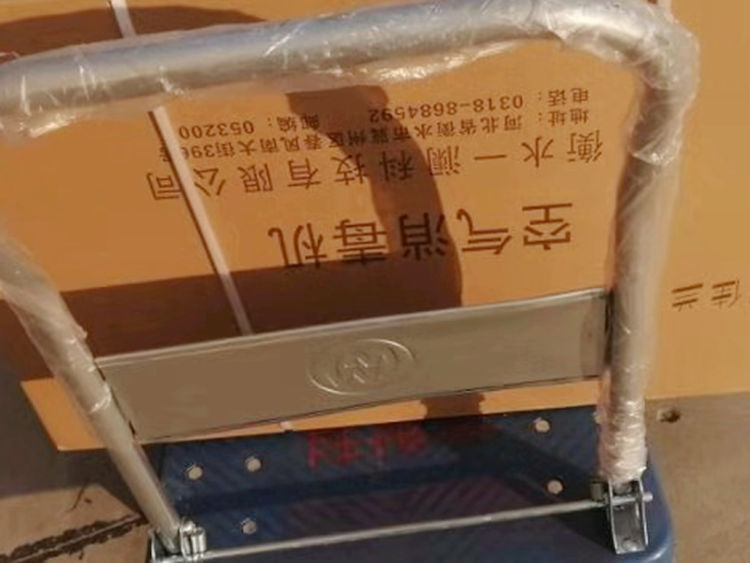 空气消毒机
衡水一澜科技有限公司
地址：河北省衡水市冀州区春风南大街396 邮编：053200
电话：0318-8684592